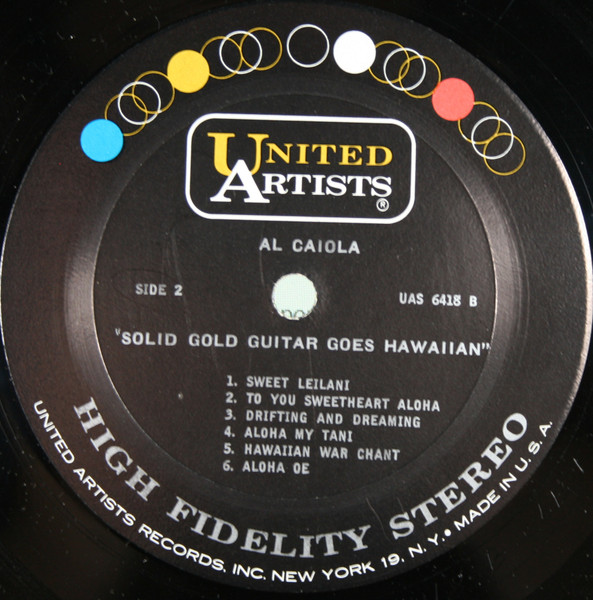 UNITED
ARTISTS
®
AL CAIOLA
SIDE 2
UAS 6418 B
"SOLID GOLD GUITAR GOES HAWAIIAN"
1. SWEET LEILANI
2. TO YOU SWEETHEART ALOHA
3. DRIFTING AND DREAMING
4. ALOHA MY TANI
5. HAWAIIAN WAR CHANT
6. ALOHA OE
HIGH FIDELITY STEREO
UNITED ARTISTS RECORDS, INC. NEW YORK 19, N.Y.• MADE IN U.S.A.